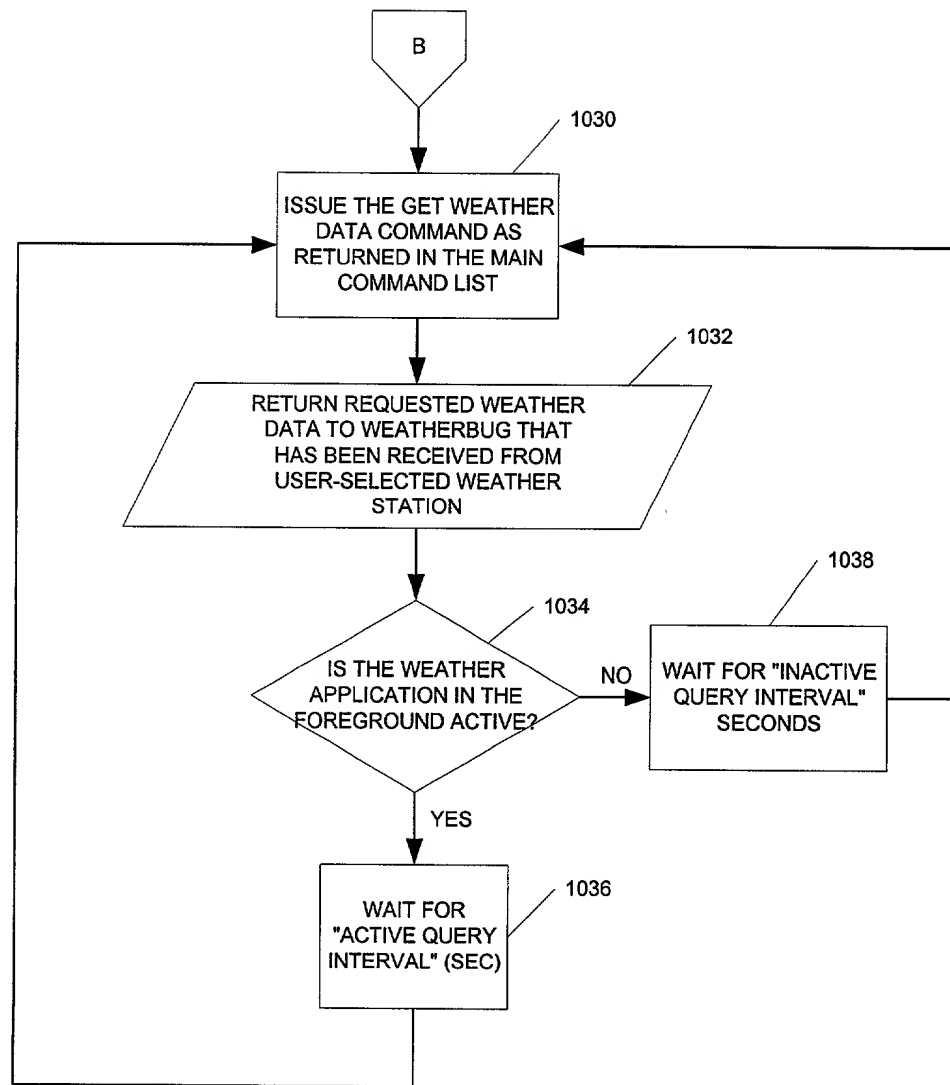 B
1030
ISSUE THE GET WEATHER
DATA COMMAND AS
RETURNED IN THE MAIN
COMMAND LIST
1032
RETURN REQUESTED WEATHER
DATA TO WEATHERBUG THAT
HAS BEEN RECEIVED FROM
USER-SELECTED WEATHER
STATION
1034
IS THE WEATHER
APPLICATION IN THE
FOREGROUND ACTIVE?
NO
1038
WAIT FOR "INACTIVE
QUERY INTERVAL"
SECONDS
YES
1036
WAIT FOR
"ACTIVE QUERY
INTERVAL" (SEC)